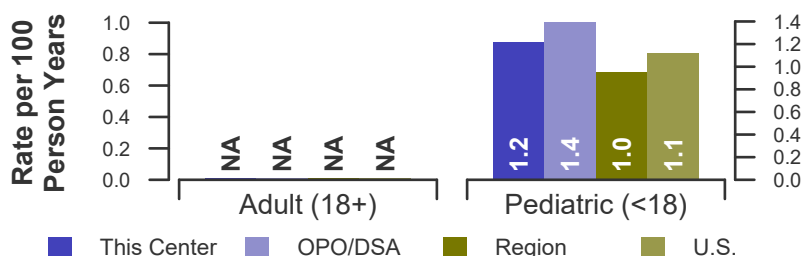 Rate per 100
Person Years
1.0
0.8
0.6
0.4
0.2
0.0
NA NA NA NA
1.2 1.4 1.0 1.1
1.4
1.2
1.0
0.8
0.6
0.4
0.2
0.0
Adult (18+) Pediatric (<18)
This Center OPO/DSA Region U.S.